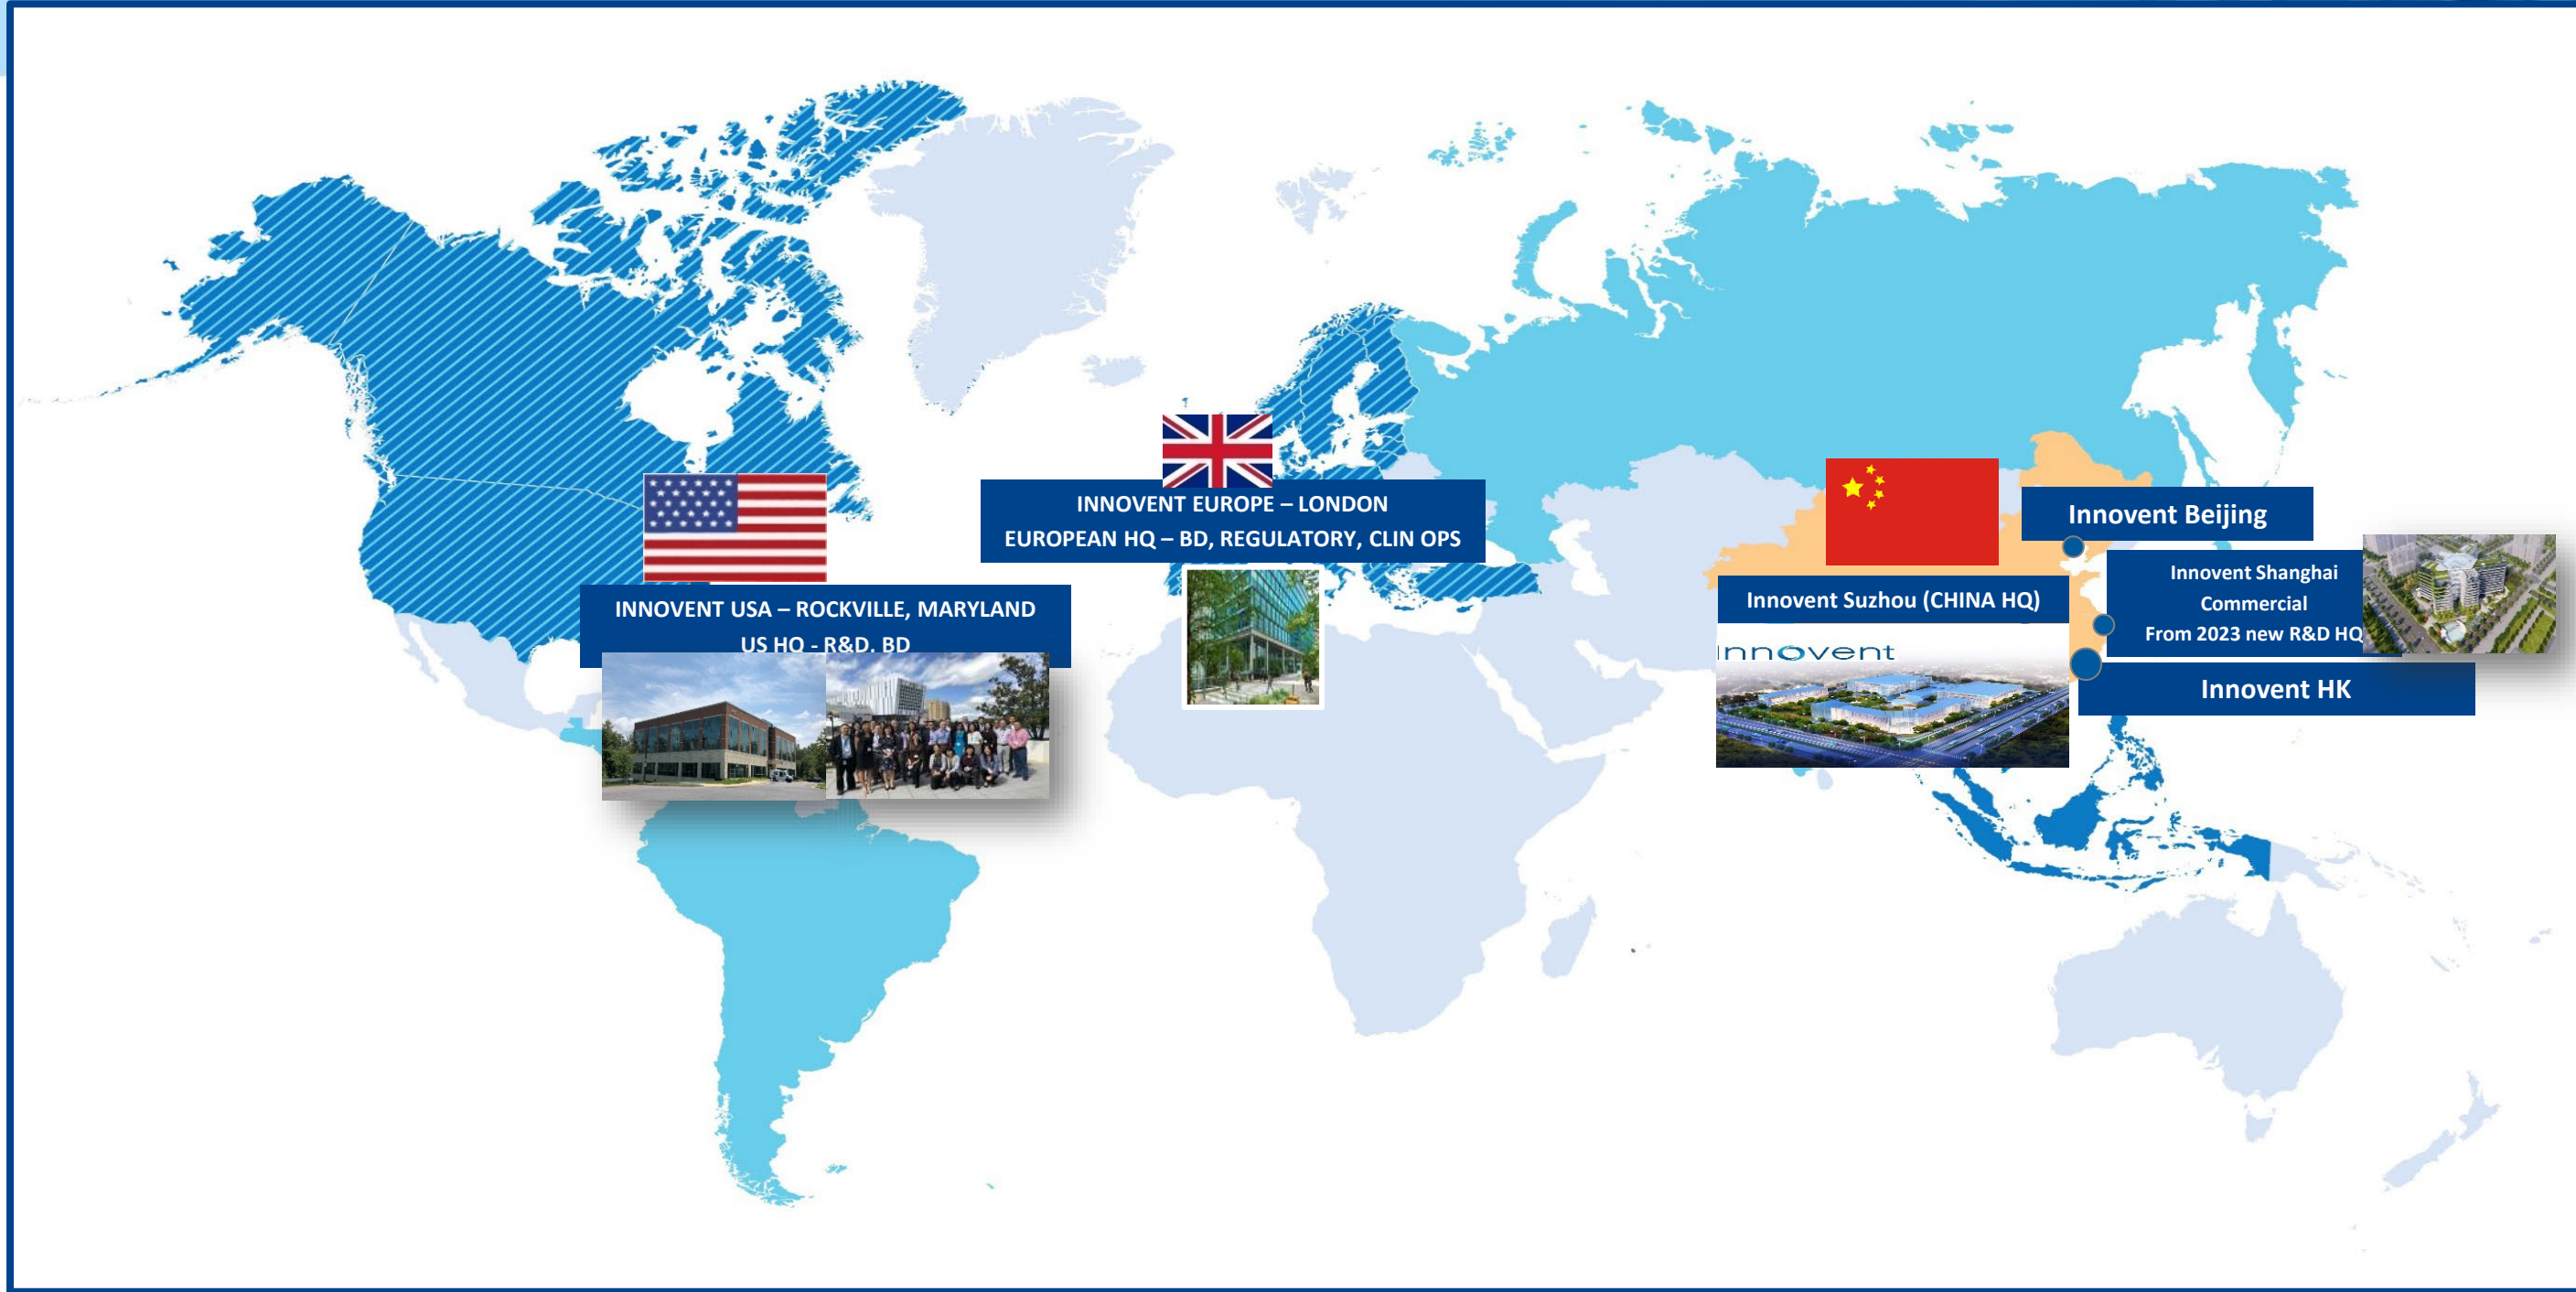 INNOVENT USA – ROCKVILLE, MARYLAND
US HQ - R&D, BD
INNOVENT EUROPE – LONDON
EUROPEAN HQ – BD, REGULATORY, CLIN OPS
Innovent Suzhou (CHINA HQ)
Innovent
Innovent Beijing
Innovent Shanghai
Commercial
From 2023 new R&D HQ
Innovent HK